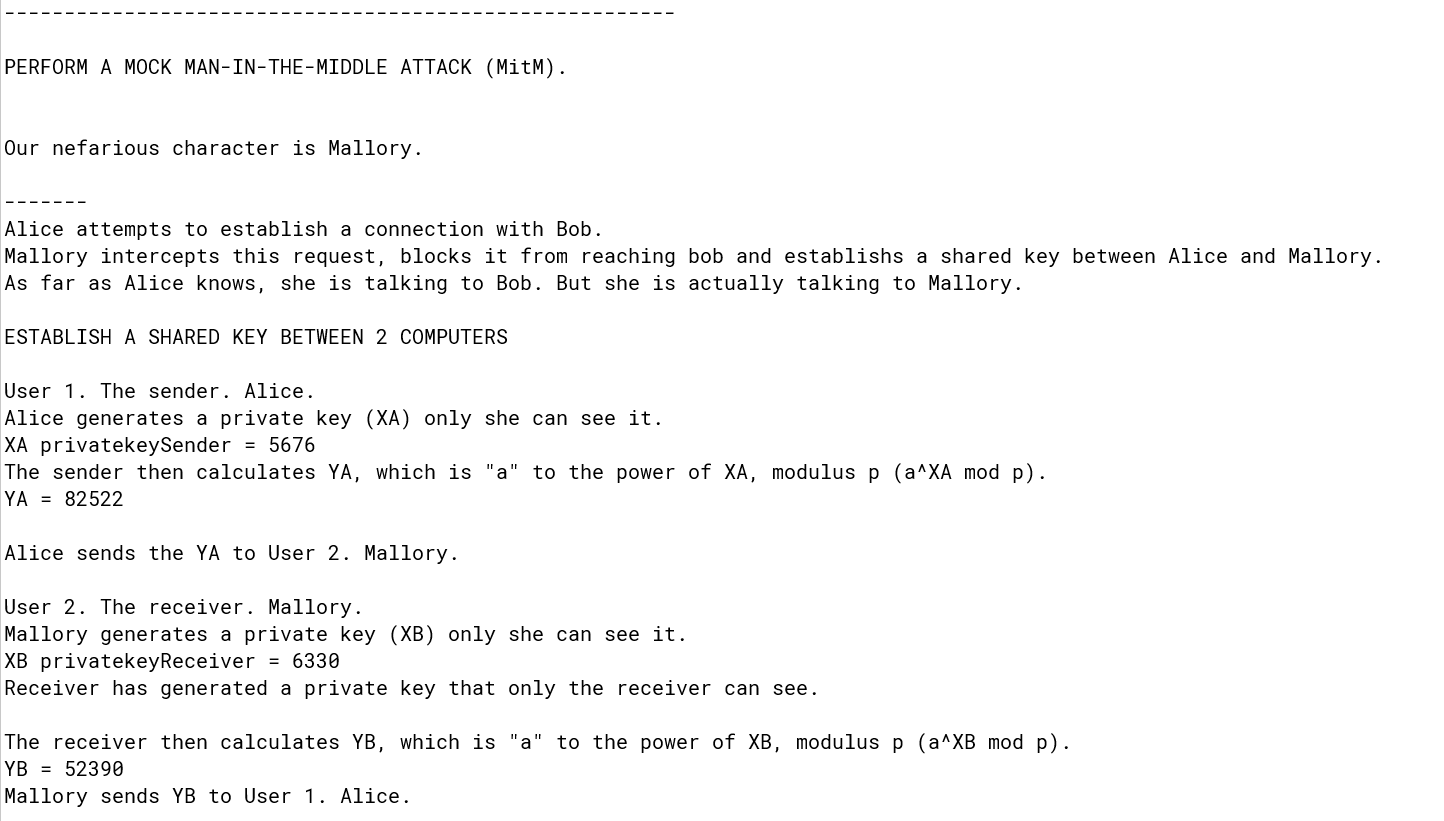 --------------------------------------------------------
PERFORM A MOCK MAN-IN-THE-MIDDLE ATTACK (MitM).
Our nefarious character is Mallory.
-------
Alice attempts to establish a connection with Bob.
Mallory intercepts this request, blocks it from reaching bob and establishs a shared key between Alice and Mallory.
As far as Alice knows, she is talking to Bob. But she is actually talking to Mallory.
ESTABLISH A SHARED KEY BETWEEN 2 COMPUTERS
User 1. The sender. Alice.
Alice generates a private key (XA) only she can see it.
XA privatekeySender = 5676
The sender then calculates YA, which is "a" to the power of XA, modulus p (a^XA mod p).
YA = 82522
Alice sends the YA to User 2. Mallory.
User 2. The receiver. Mallory.
Mallory generates a private key (XB) only she can see it.
XB privatekeyReceiver = 6330
Receiver has generated a private key that only the receiver can see.
The receiver then calculates YB, which is "a" to the power of XB, modulus p (a^XB mod p).
YB = 52390
Mallory sends YB to User 1. Alice.